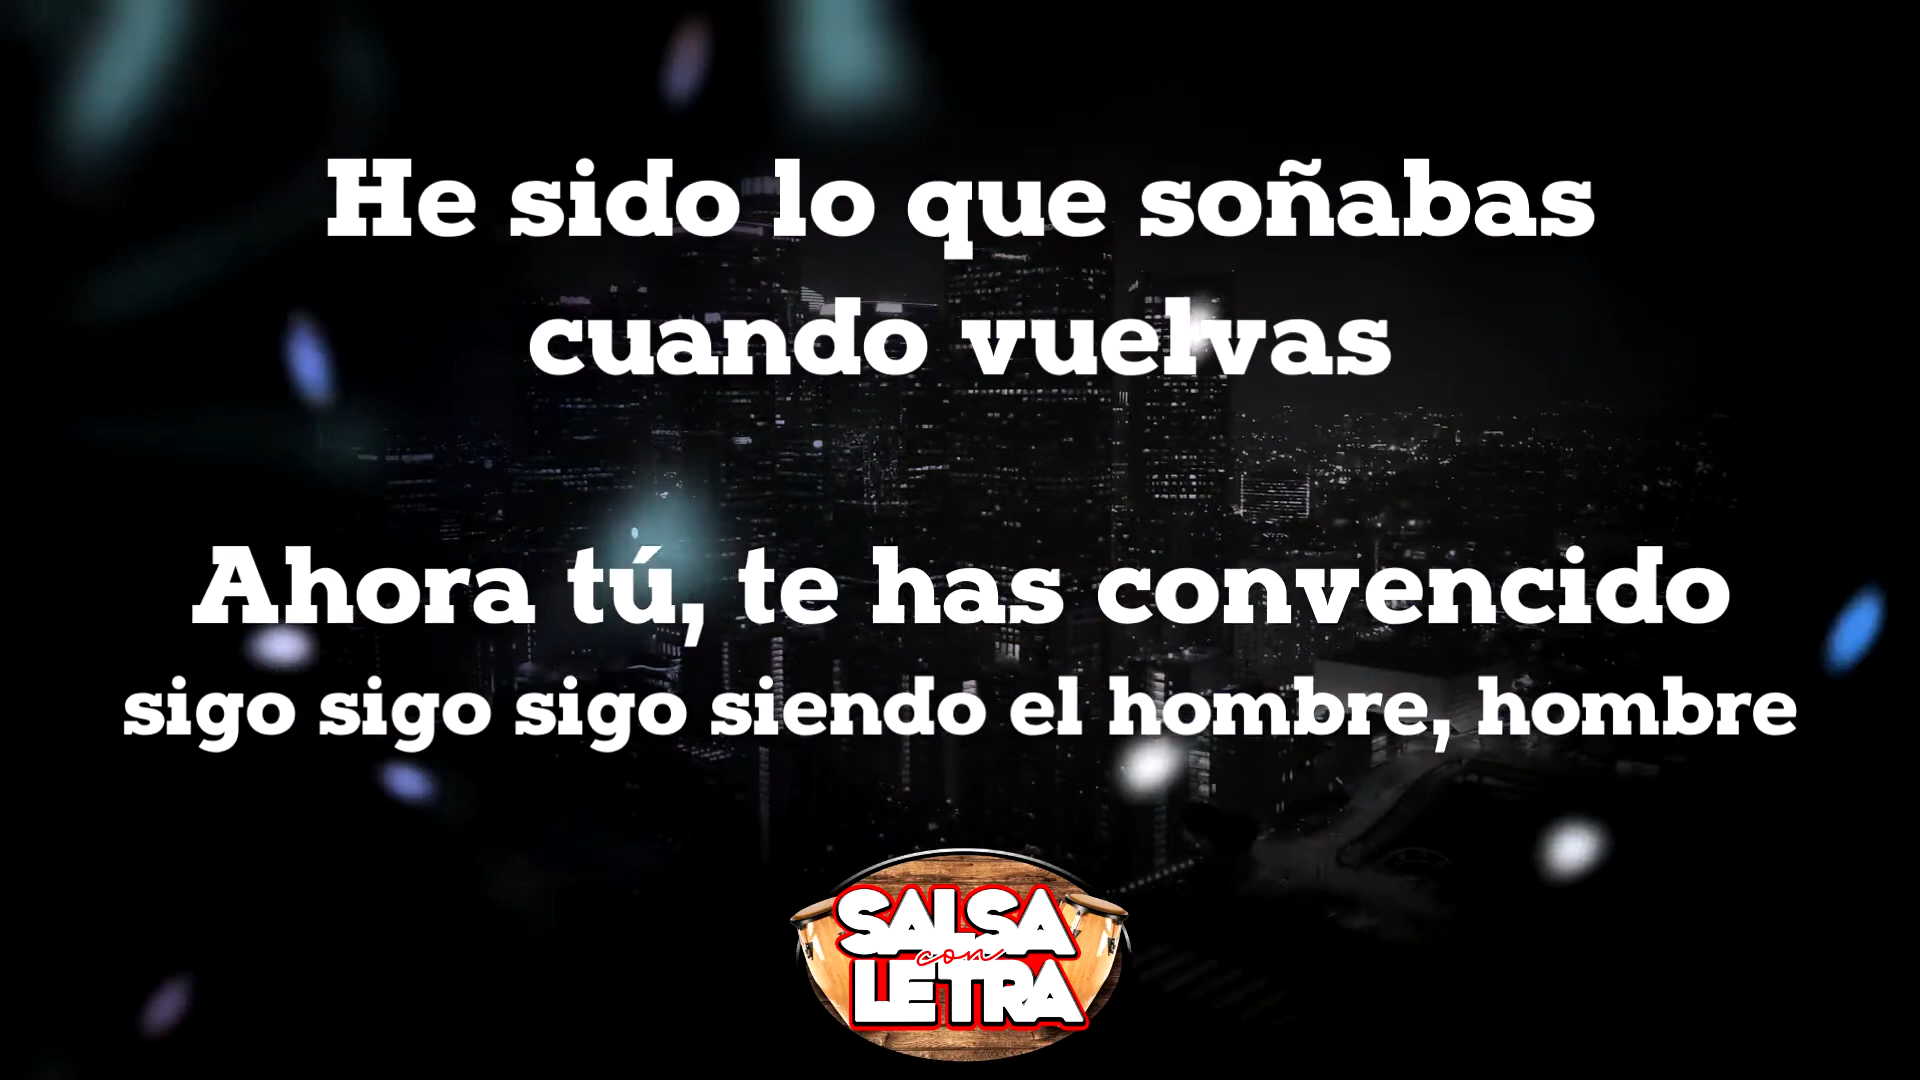 He sido lo que soñabas
cuando vuelvas
Ahora tú, te has convencido
sigo sigo sigo siendo el hombre, hombre
SALSA
con
LETRA